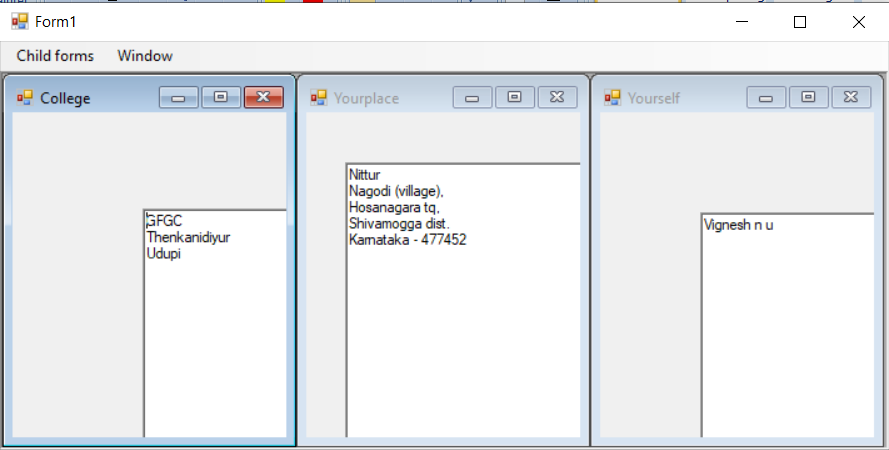 Form1
Child forms Window
College
GFGC
Thenkanidiyur
Udupi
Yourplace
Nittur
Nagodi (village),
Hosanagara tq,
Shivamogga dist.
Karnataka - 477452
Yourself
Vignesh n u